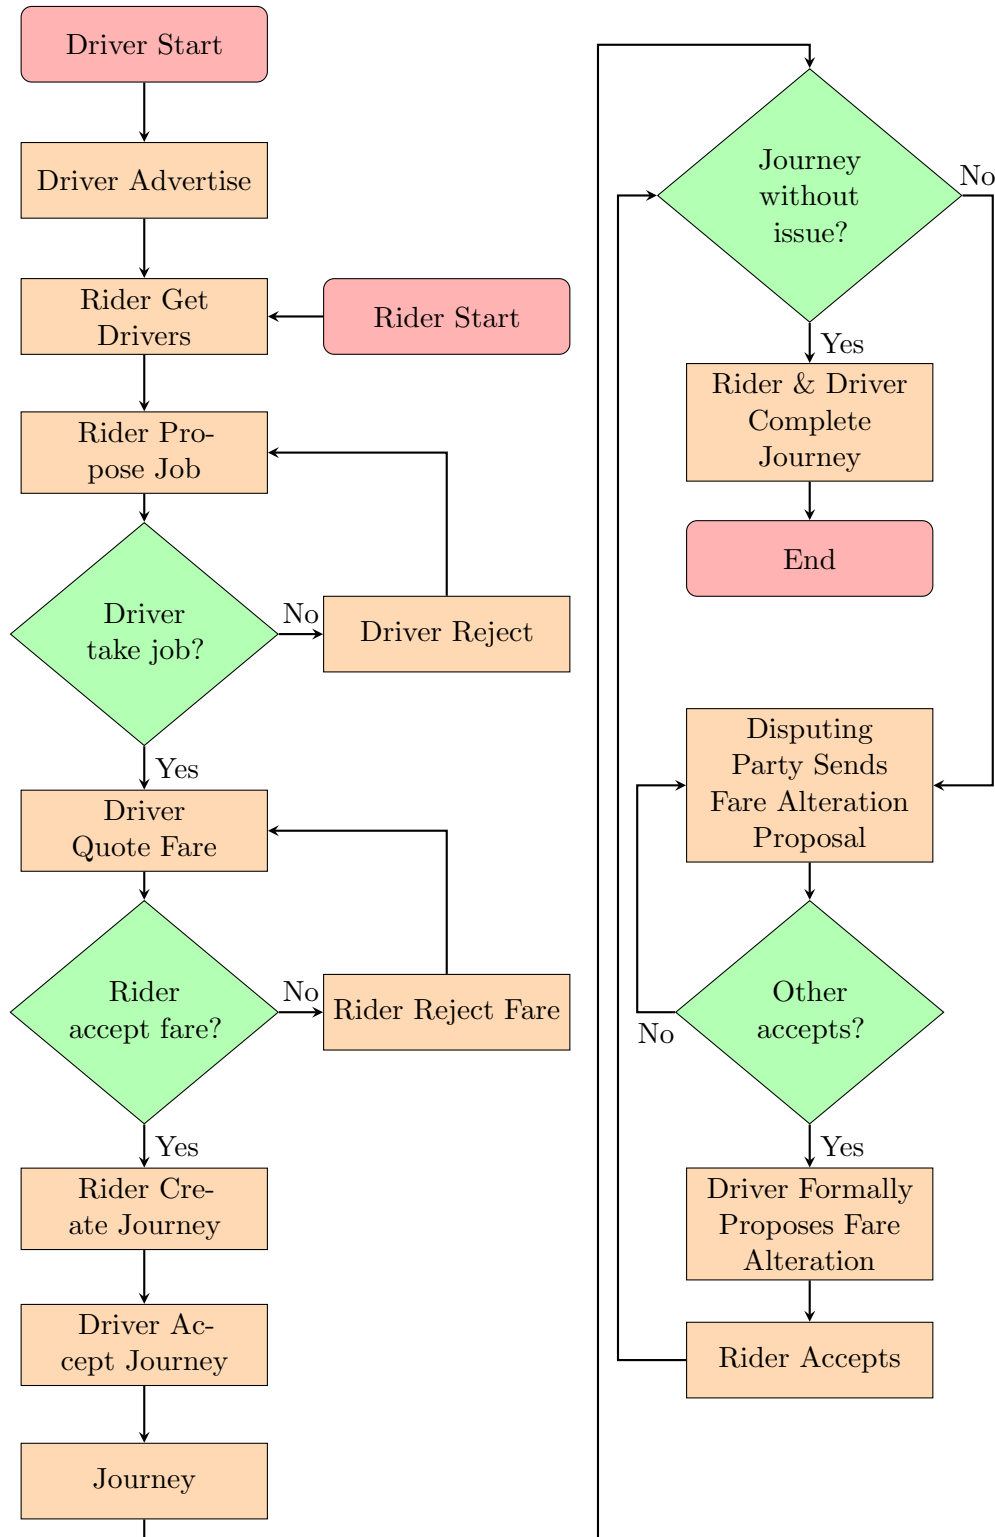 Driver Start
Driver Advertise
Rider Get
Drivers
Rider Start
Rider Pro-
pose Job
Driver
take job?
No
Driver Reject
Yes
Driver
Quote Fare
Rider
accept fare?
No
Rider Reject Fare
Yes
Rider Cre-
ate Journey
Driver Ac-
cept Journey
Journey
Journey
without
issue?
No
Yes
Rider & Driver
Complete
Journey
End
Disputing
Party Sends
Fare Alteration
Proposal
Other
accepts?
No
Yes
Driver Formally
Proposes Fare
Alteration
Rider Accepts